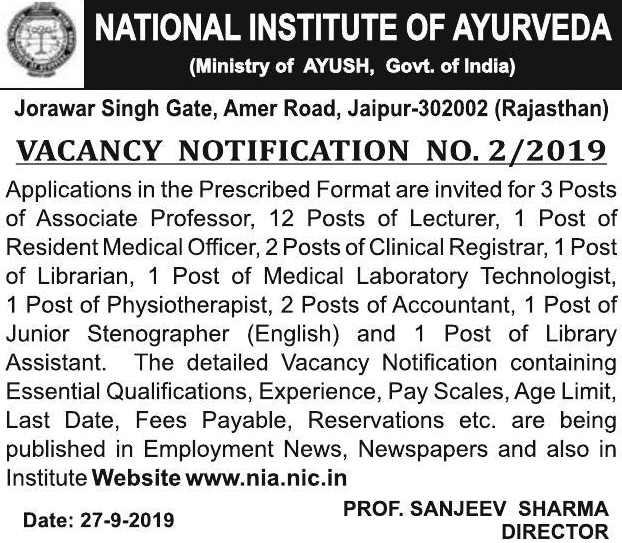 NATIONAL INSTITUTE OF AYURVEDA
(Ministry of AYUSH, Govt. of India)
Jorawar Singh Gate, Amer Road, Jaipur-302002 (Rajasthan)
VACANCY NOTIFICATION NO. 2/2019
Applications in the Prescribed Format are invited for 3 Posts
of Associate Professor, 12 Posts of Lecturer, 1 Post of
Resident Medical Officer, 2 Posts of Clinical Registrar, 1 Post
of Librarian, 1 Post of Medical Laboratory Technologist,
1 Post of Physiotherapist, 2 Posts of Accountant, 1 Post of
Junior Stenographer (English) and 1 Post of Library
Assistant. The detailed Vacancy Notification containing
Essential Qualifications, Experience, Pay Scales, Age Limit,
Last Date, Fees Payable, Reservations etc. are being
published in Employment News, Newspapers and also in
Institute Website www.nia.nic.in
PROF. SANJEEV SHARMA
Date: 27-9-2019
DIRECTOR